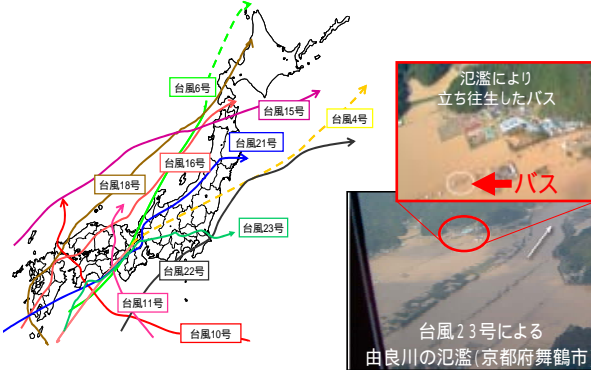 台風6号
台風15号
台風4号
台風21号
台風16号
台風18号
台風23号
台風22号
台風11号
台風10号
氾濫により
立ち往生したバス
バス
台風23号による
由良川の氾濫(京都府舞鶴市